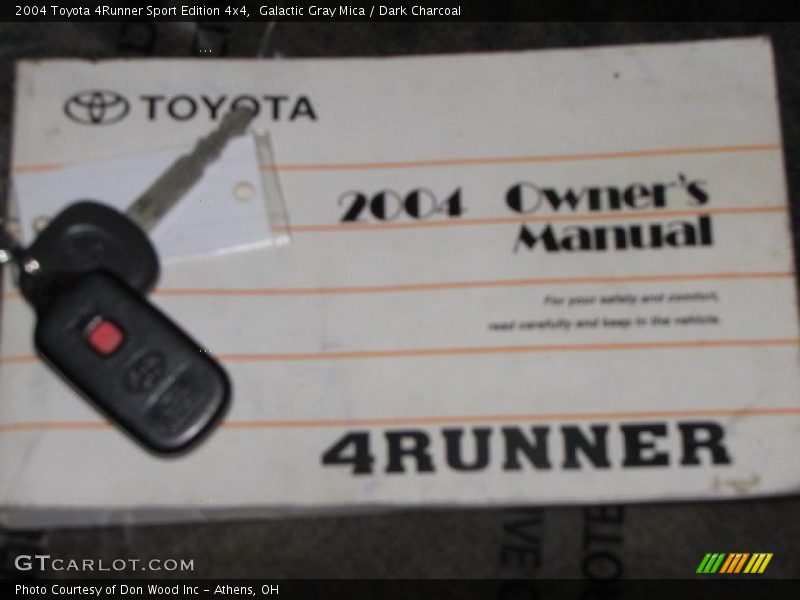 2004 Toyota 4Runner Sport Edition 4x4,  Galactic Gray Mica / Dark Charcoal
TOYOTA
2004 Owner's
Manual
For your safety and comfort,
read carefully and keep in the vehicle.
4RUNNER
GTCARLOT.COM
Photo Courtesy of Don Wood Inc - Athens, OH